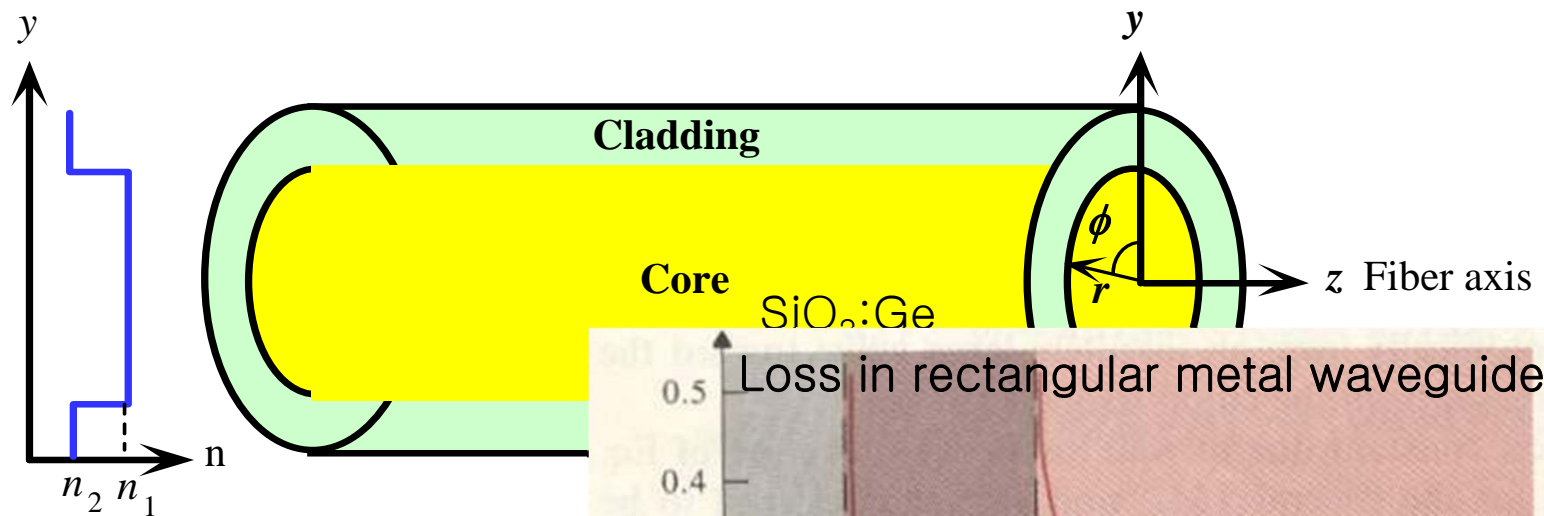 y
y
Cladding
ϕ
Core
r
z Fiber axis
SiO₂:Ge
Loss in rectangular metal waveguide
0.5
n
0.4
n₂ n₁